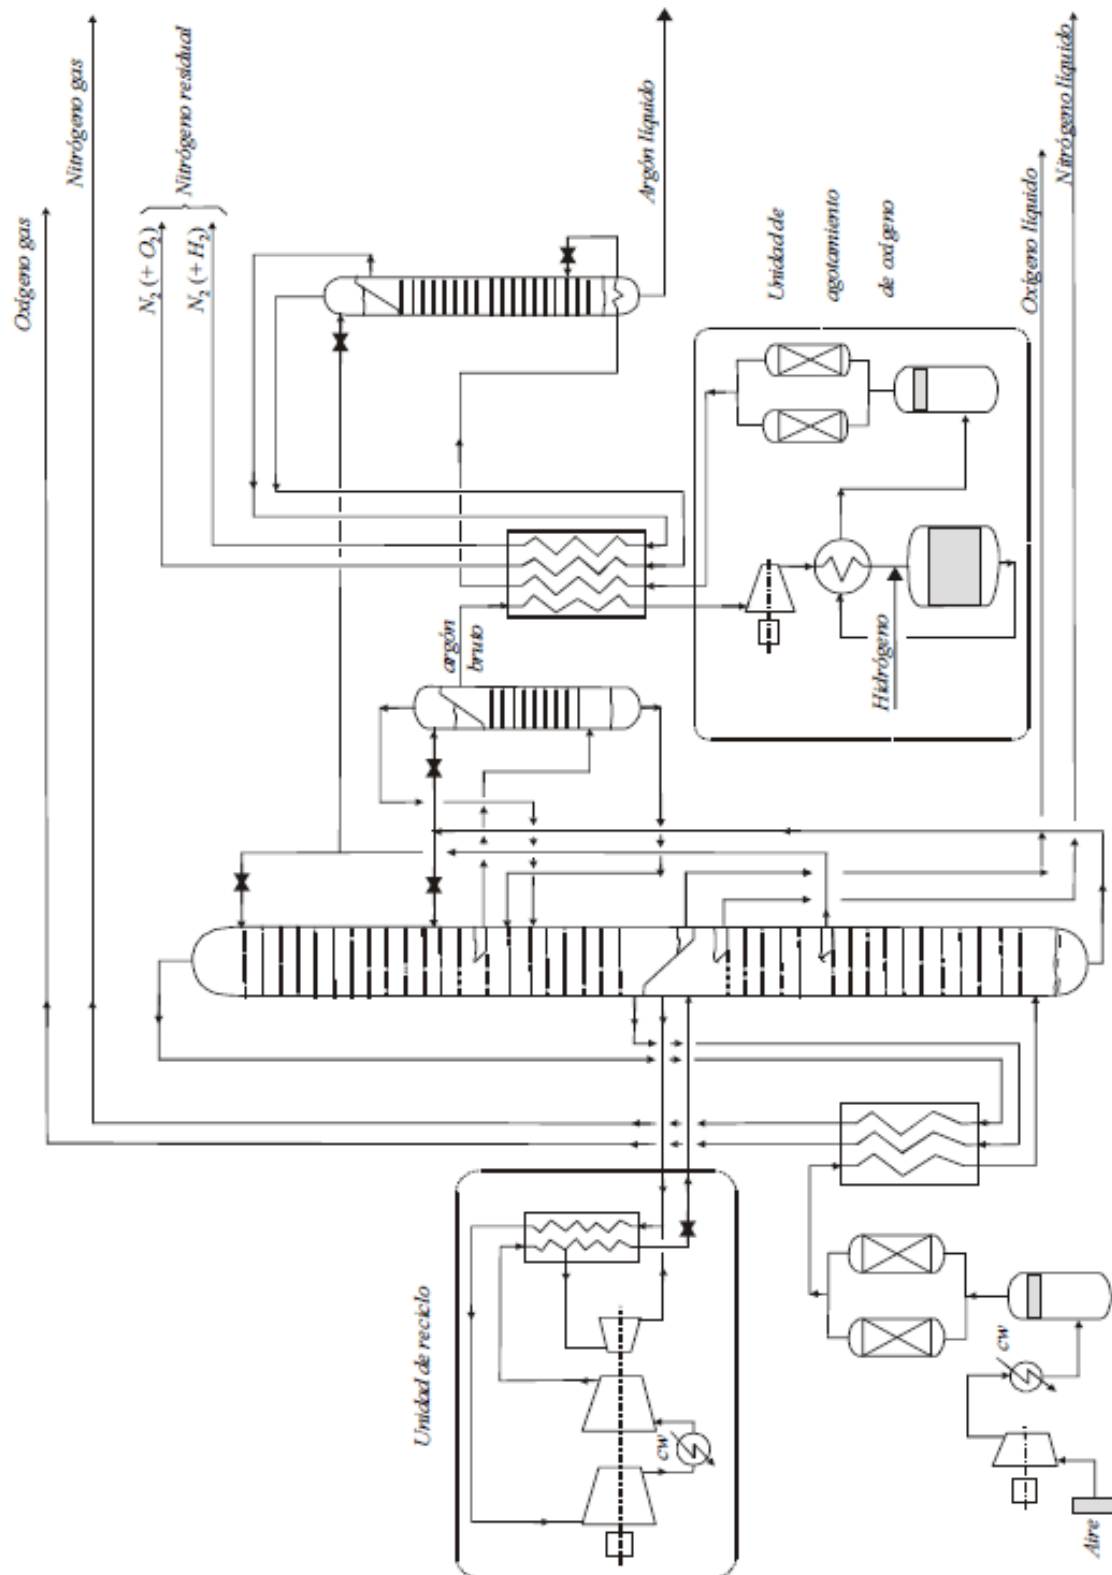 Oxígeno gas
Nitrógeno gas
N2 (+ O2)
N2 (+ H2)
Nitrógeno residual
Argón líquido
Unidad de
agotamiento
de oxígeno
Oxígeno líquido
Nitrógeno líquido
argón
bruto
Hidrógeno
Unidad de reciclo
cw
cw
Aire